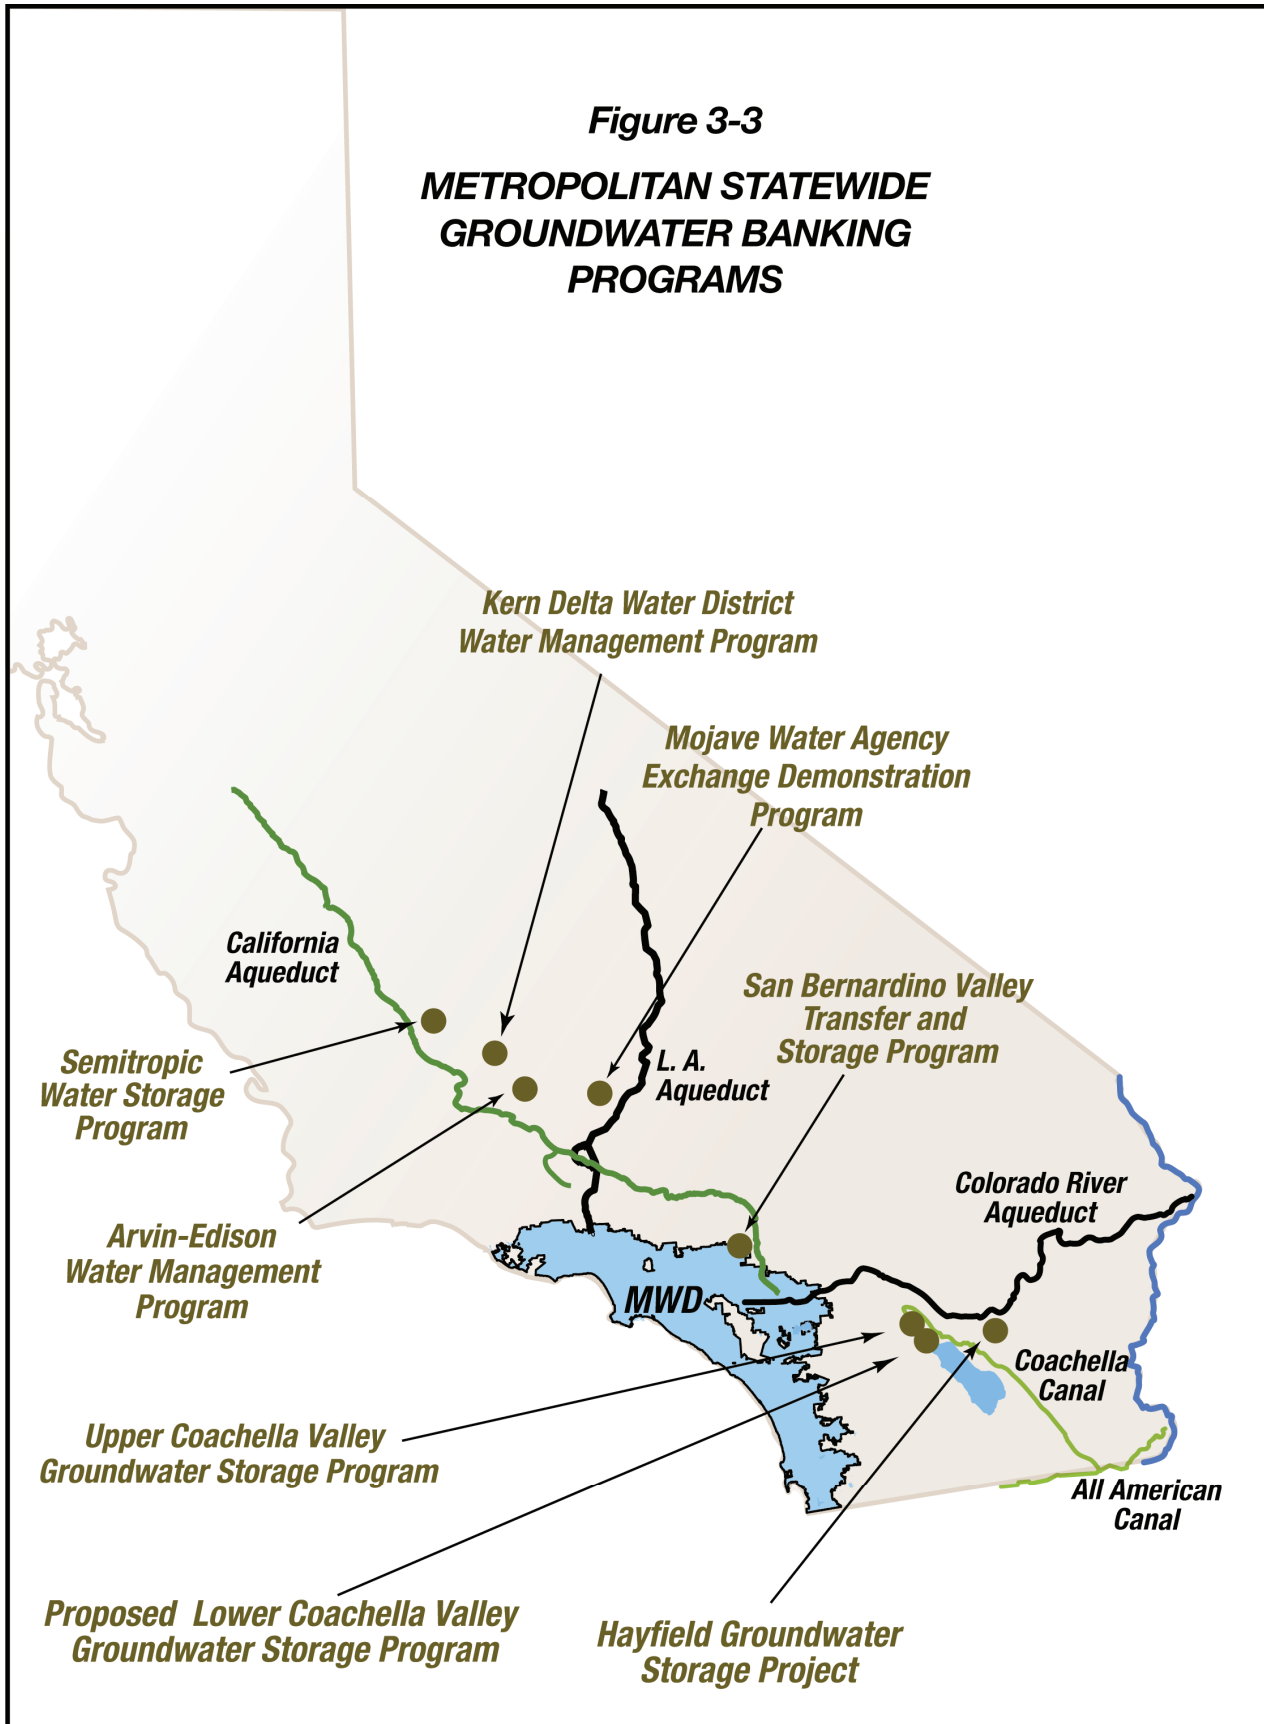 Figure 3-3
METROPOLITAN STATEWIDE
GROUNDWATER BANKING
PROGRAMS
Kern Delta Water District
Water Management Program
Mojave Water Agency
Exchange Demonstration
Program
California
Aqueduct
San Bernardino Valley
Transfer and
Storage Program
Semitropic
Water Storage
Program
L. A.
Aqueduct
Colorado River
Aqueduct
Arvin-Edison
Water Management
Program
MWD
Coachella
Canal
Upper Coachella Valley
Groundwater Storage Program
All American
Canal
Proposed Lower Coachella Valley
Groundwater Storage Program
Hayfield Groundwater
Storage Project